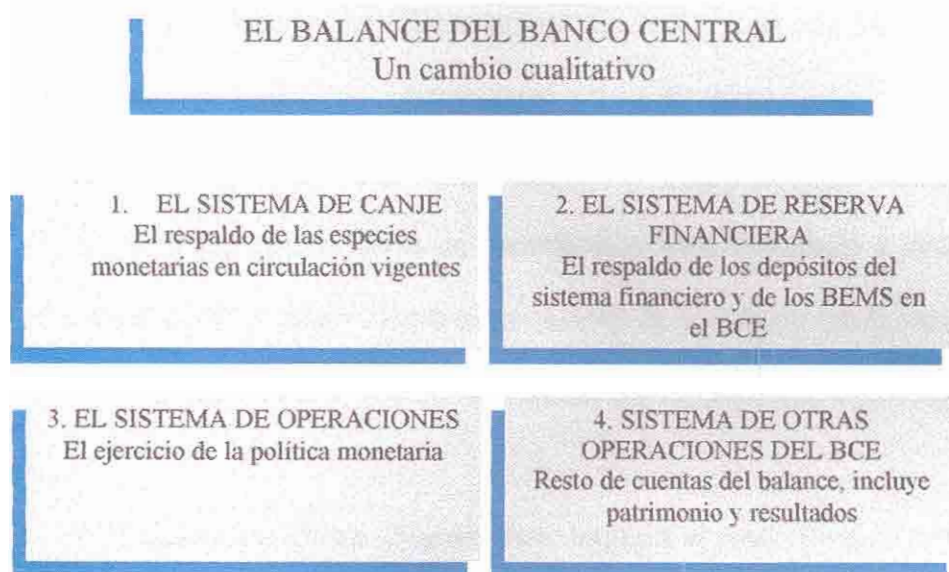 EL BALANCE DEL BANCO CENTRAL
Un cambio cualitativo
1. EL SISTEMA DE CANJE
El respaldo de las especies
monetarias en circulación vigentes
2. EL SISTEMA DE RESERVA
FINANCIERA
El respaldo de los depósitos del
sistema financiero y de los BEMS en
el BCE
3. EL SISTEMA DE OPERACIONES
El ejercicio de la política monetaria
4. SISTEMA DE OTRAS
OPERACIONES DEL BCE
Resto de cuentas del balance, incluye
patrimonio y resultados